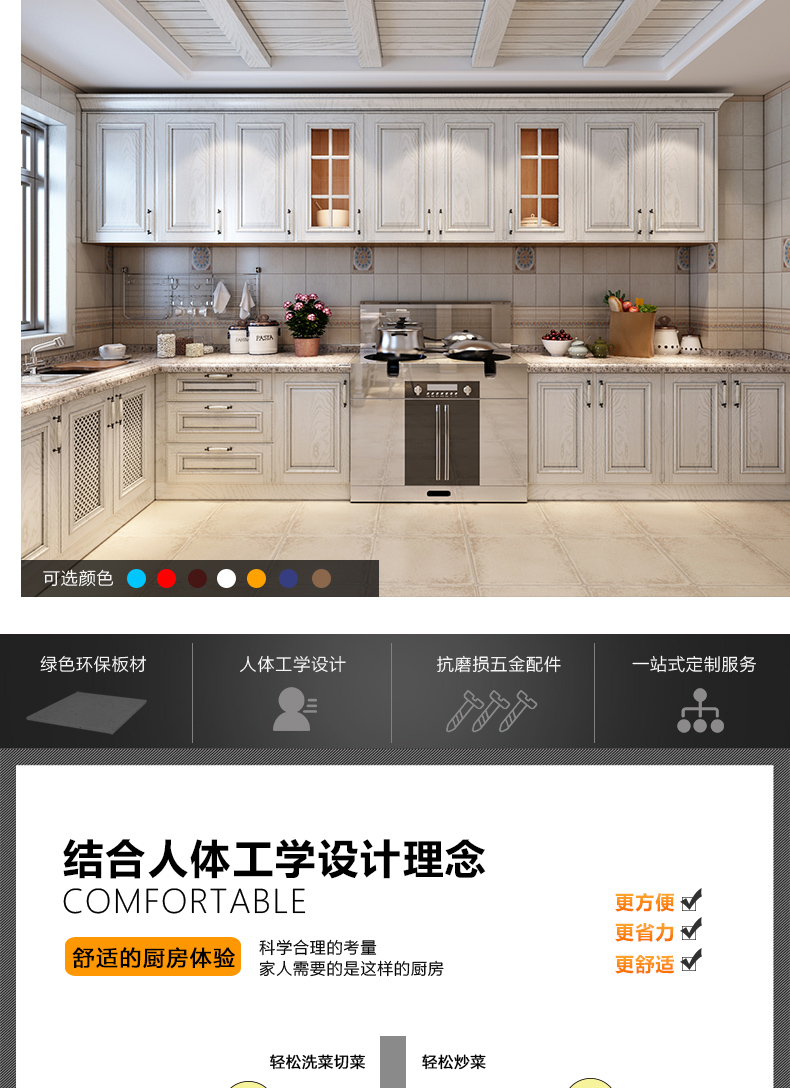 PASTA
可选颜色
绿色环保板材
人体工学设计
抗磨损五金配件
一站式定制服务
结合人体工学设计理念
COMFORTABLE
舒适的厨房体验
科学合理的考量
家人需要的是这样的厨房
更方便
更省力
更舒适
轻松洗菜切菜
轻松炒菜